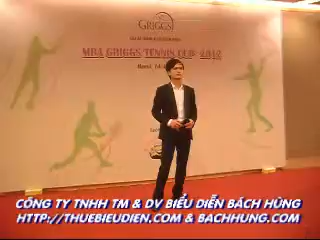 GRIGGS
MBA GRIGGS TENNIS CUP 2012
CÔNG TY TNHH TM & DV BIỂU DIỄN BÁCH HÙNG
HTTP://THUEBIEUDIEN.COM & BACHHUNG.COM